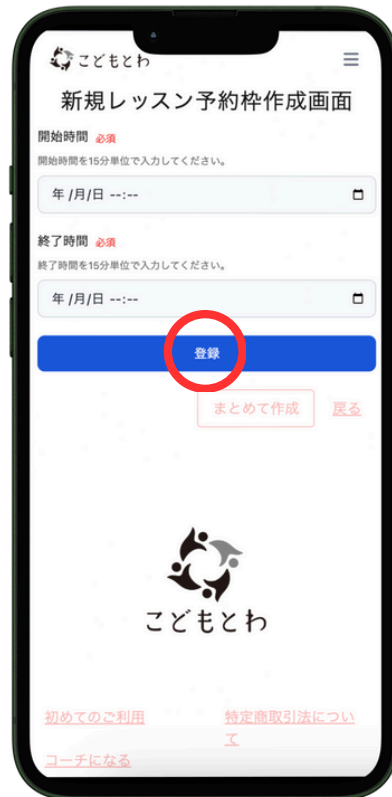 こどもとわ
新規レッスン予約枠作成画面
開始時間 必須
開始時間を15分単位で入力してください。
年 /月/日 --:--
終了時間 必須
終了時間を15分単位で入力してください。
年 /月/日 --:--
登録
まとめて作成 戻る
こどもとわ
初めてのご利用 特定商取引法につい
て
コーチになる